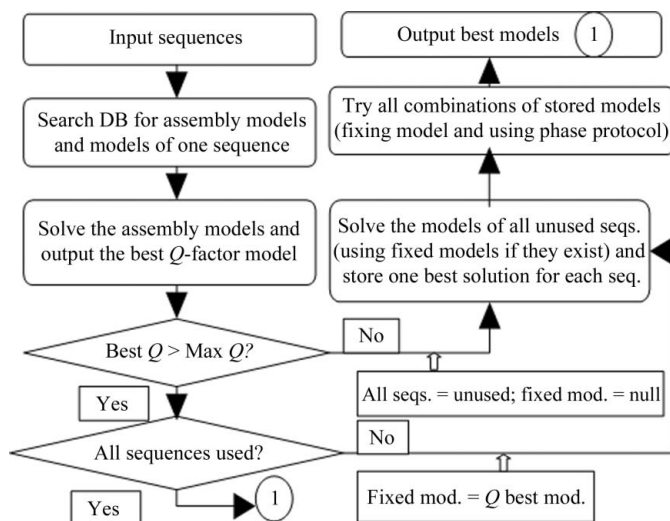 Input sequences
Search DB for assembly models
and models of one sequence
Solve the assembly models and
output the best Q-factor model
Best Q > Max Q?
Yes
All sequences used?
Yes
1
No
All seqs. = unused; fixed mod. = null
No
Fixed mod. = Q best mod.
Solve the models of all unused seqs.
(using fixed models if they exist) and
store one best solution for each seq.
Try all combinations of stored models
(fixing model and using phase protocol)
Output best models 1